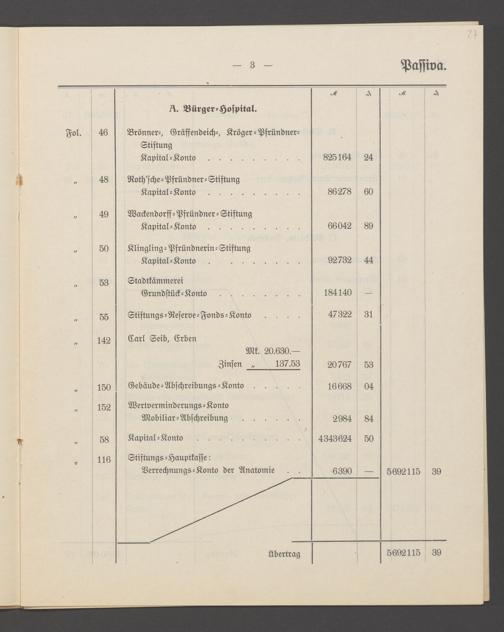 27
— 3 — Passiva.
ℳ ₰ ℳ ₰
A. Bürger-Hospital.
Fol. 46 Brönner-, Gräffendeich-, Kröger-Pfründner-
Stiftung
Kapital-Konto . . . . . . . . . 825164 24
„ 48 Roth'sche-Pfründner-Stiftung
Kapital-Konto . . . . . . . . . 86278 60
„ 49 Wackendorff-Pfründner-Stiftung
Kapital-Konto . . . . . . . . . 66042 89
„ 50 Klingling-Pfründnerin-Stiftung
Kapital-Konto . . . . . . . . . 92732 44
„ 53 Stadtkämmerei
Grundstück-Konto . . . . . . . . 184140 —
„ 55 Stiftungs-Reserve-Fonds-Konto . . . . 47322 31
„ 142 Carl Seib, Erben
Mk. 20.630.—
Zinsen „ 137.53 20767 53
„ 150 Gebäude-Abschreibungs-Konto . . . . . 16668 04
„ 152 Wertverminderungs-Konto
Mobiliar-Abschreibung . . . . . . 2984 84
„ 58 Kapital-Konto . . . . . . . . . . 4343624 50
„ 116 Stiftungs-Hauptkasse:
Verrechnungs-Konto der Anatomie . . 6390 — 5692115 39
Übertrag 5692115 39